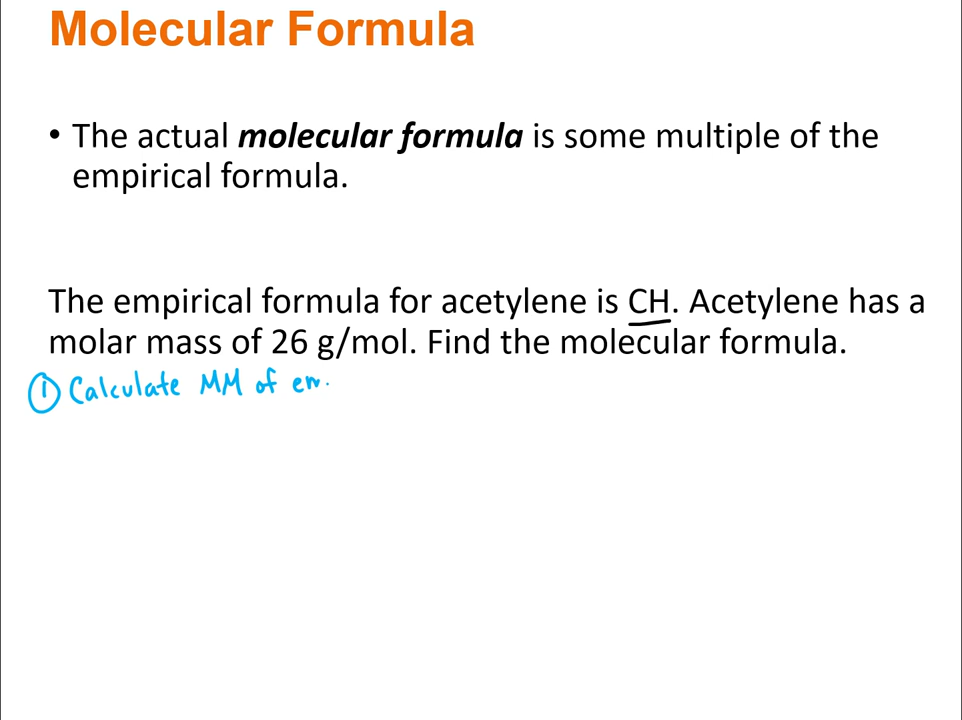 Molecular Formula
• The actual molecular formula is some multiple of the
empirical formula.
The empirical formula for acetylene is CH. Acetylene has a
molar mass of 26 g/mol. Find the molecular formula.
① Calculate MM of em.